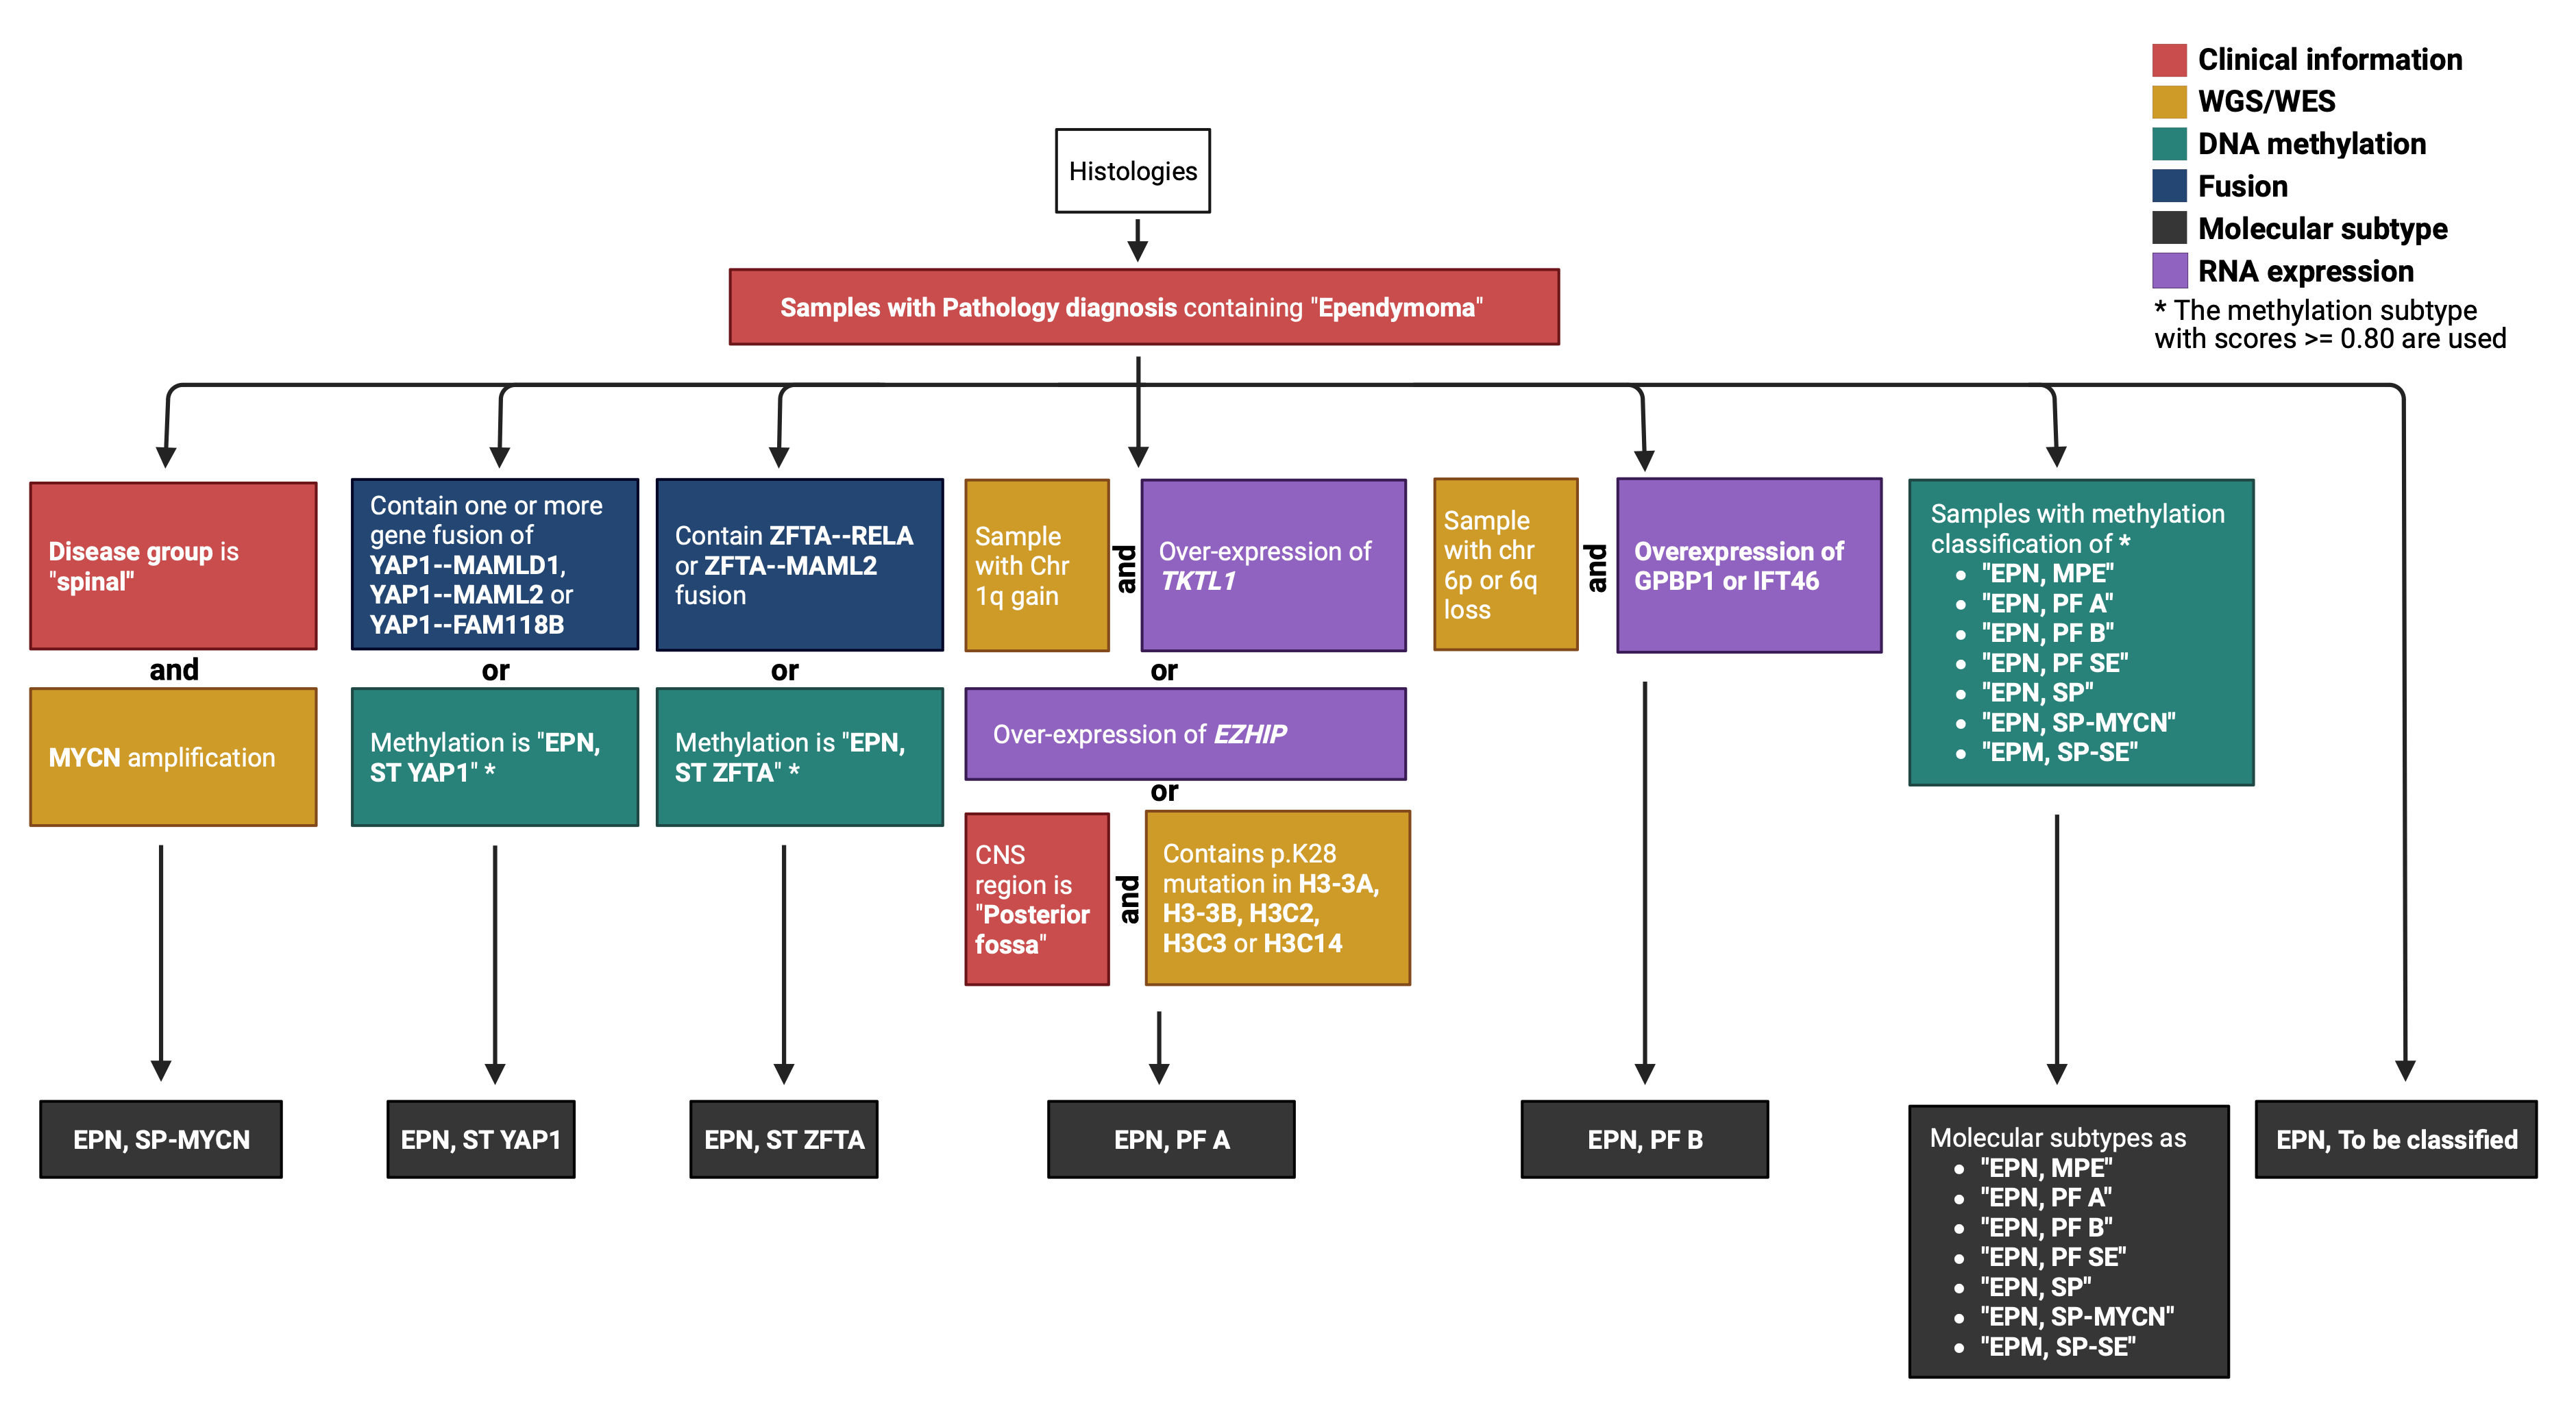 Clinical information
WGS/WES
DNA methylation
Fusion
Molecular subtype
RNA expression
* The methylation subtype
with scores >= 0.80 are used
Histologies
Samples with Pathology diagnosis containing "Ependymoma"
Disease group is
"spinal"
and
MYCN amplification
EPN, SP-MYCN
Contain one or more
gene fusion of
YAP1--MAMLD1,
YAP1--MAML2 or
YAP1--FAM118B
or
Methylation is "EPN,
ST YAP1" *
EPN, ST YAP1
Contain ZFTA--RELA
or ZFTA--MAML2
fusion
or
Methylation is "EPN,
ST ZFTA" *
EPN, ST ZFTA
Sample
with Chr
1q gain
and
Over-expression of
TKTL1
or
Over-expression of EZHIP
or
CNS
region is
"Posterior
fossa"
and
Contains p.K28
mutation in H3-3A,
H3-3B, H3C2,
H3C3 or H3C14
EPN, PF A
Sample
with chr
6p or 6q
loss
and
Overexpression of
GPBP1 or IFT46
EPN, PF B
Samples with methylation
classification of *
• "EPN, MPE"
• "EPN, PF A"
• "EPN, PF B"
• "EPN, PF SE"
• "EPN, SP"
• "EPN, SP-MYCN"
• "EPM, SP-SE"
Molecular subtypes as
• "EPN, MPE"
• "EPN, PF A"
• "EPN, PF B"
• "EPN, PF SE"
• "EPN, SP"
• "EPN, SP-MYCN"
• "EPM, SP-SE"
EPN, To be classified